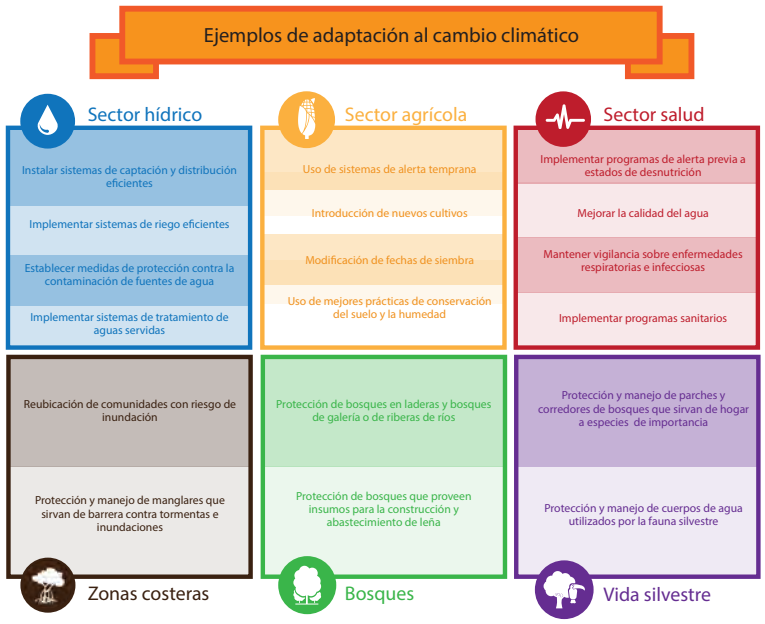 Ejemplos de adaptación al cambio climático
Sector hídrico
Instalar sistemas de captación y distribución
eficientes
Implementar sistemas de riego eficientes
Establecer medidas de protección contra la
contaminación de fuentes de agua
Implementar sistemas de tratamiento de
aguas servidas
Sector agrícola
Uso de sistemas de alerta temprana
Introducción de nuevos cultivos
Modificación de fechas de siembra
Uso de mejores prácticas de conservación
del suelo y la humedad
Sector salud
Implementar programas de alerta previa a
estados de desnutrición
Mejorar la calidad del agua
Mantener vigilancia sobre enfermedades
respiratorias e infecciosas
Implementar programas sanitarios
Reubicación de comunidades con riesgo de
inundación
Protección y manejo de manglares que
sirvan de barrera contra tormentas e
inundaciones
Zonas costeras
Protección de bosques en laderas y bosques
de galería o de riberas de ríos
Protección de bosques que proveen
insumos para la construcción y
abastecimiento de leña
Bosques
Protección y manejo de parches y
corredores de bosques que sirvan de hogar
a especies de importancia
Protección y manejo de cuerpos de agua
utilizados por la fauna silvestre
Vida silvestre